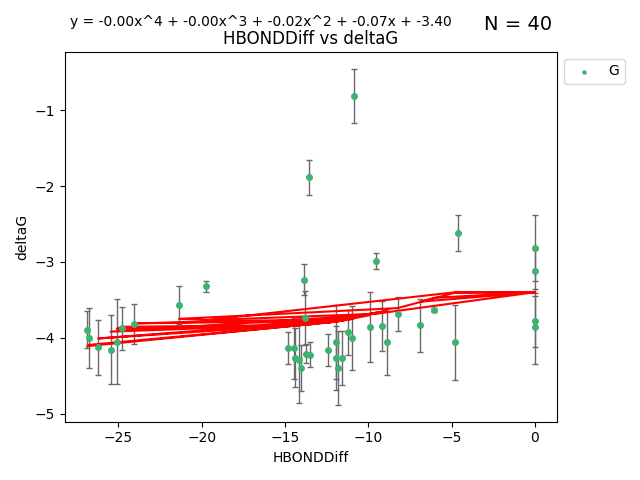 y = -0.00x^4 + -0.00x^3 + -0.02x^2 + -0.07x + -3.40
N = 40
HBONDDiff vs deltaG
G
deltaG
−1
−2
−3
−4
−5
−25
−20
−15
−10
−5
0
HBONDDiff